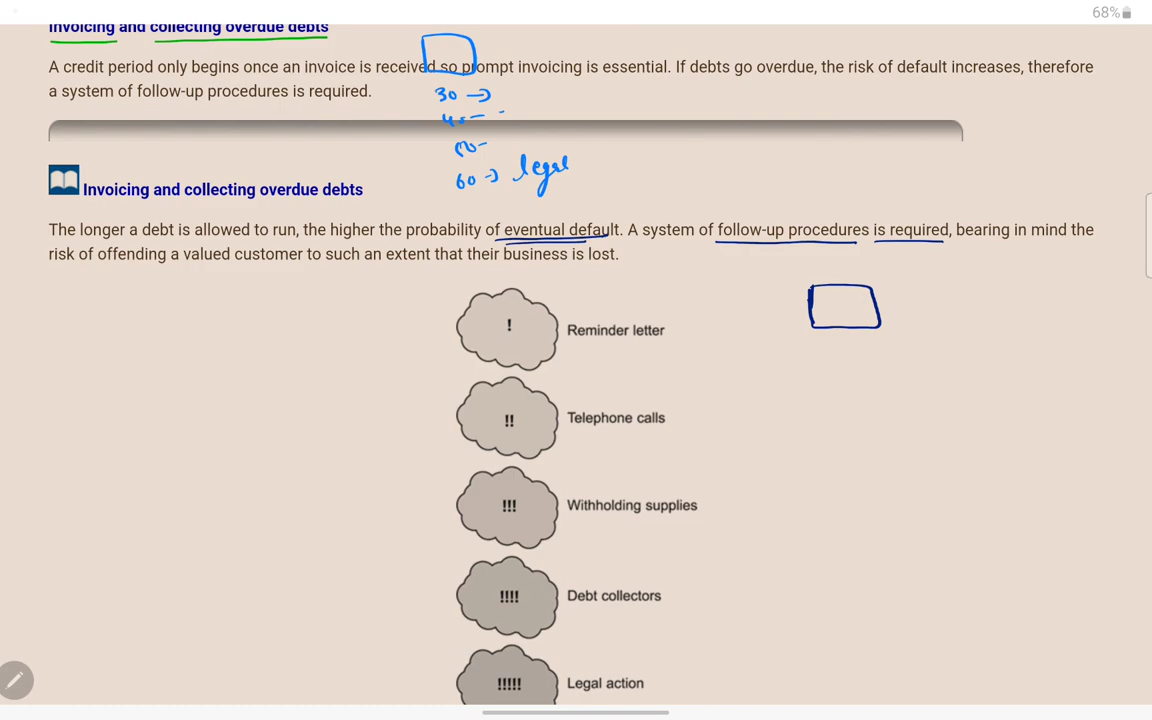 68%
Invoicing and collecting overdue debts
A credit period only begins once an invoice is received so prompt invoicing is essential. If debts go overdue, the risk of default increases, therefore
a system of follow-up procedures is required.
30 →
60 → legal
Invoicing and collecting overdue debts
The longer a debt is allowed to run, the higher the probability of eventual default. A system of follow-up procedures is required, bearing in mind the
risk of offending a valued customer to such an extent that their business is lost.
! Reminder letter
!! Telephone calls
!!! Withholding supplies
!!!! Debt collectors
!!!!! Legal action